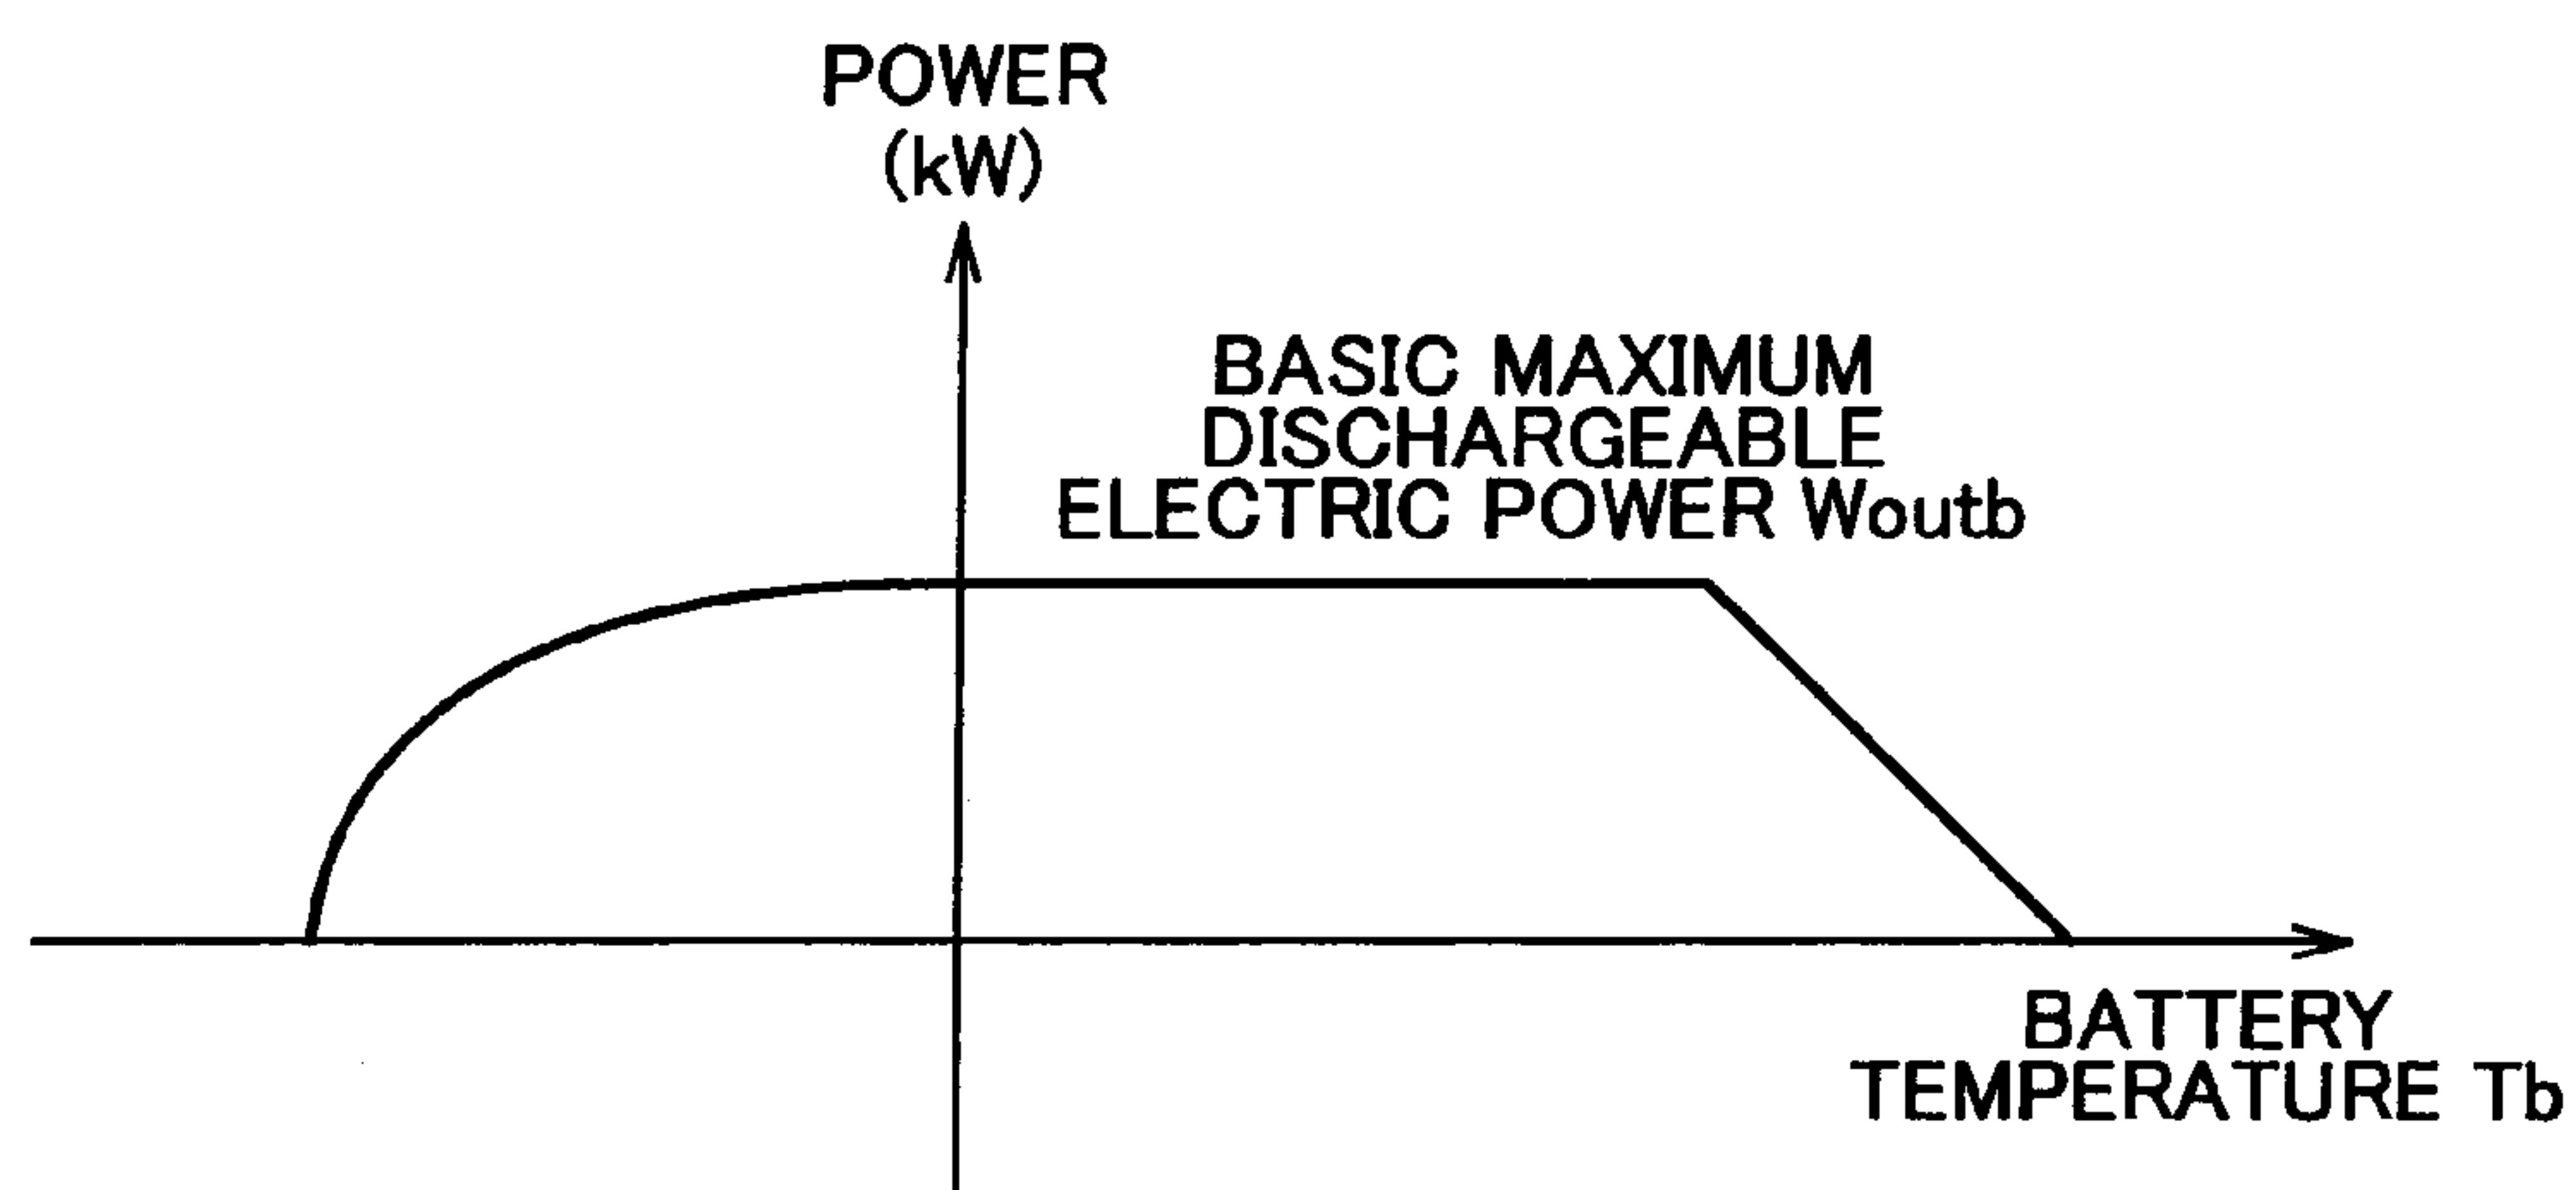 POWER
(kW)
BASIC MAXIMUM
DISCHARGEABLE
ELECTRIC POWER Woutb
BATTERY
TEMPERATURE Tb